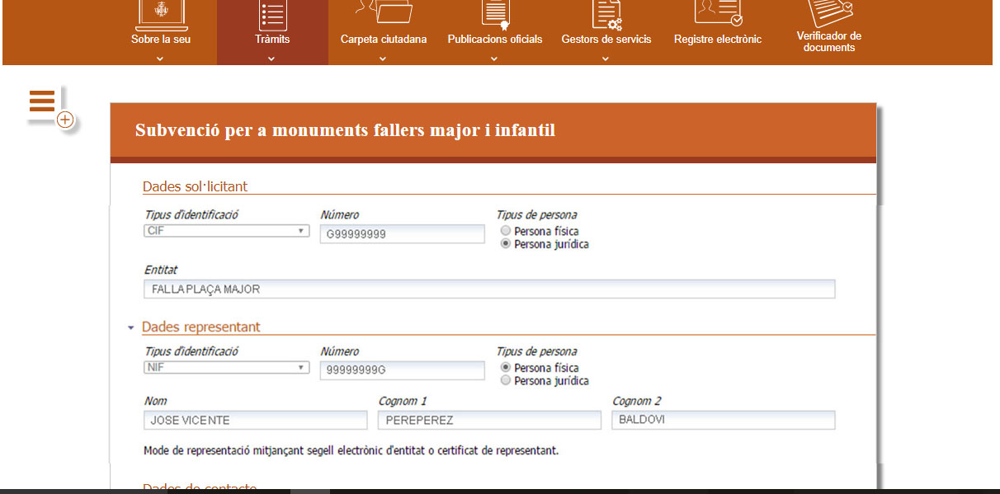 Sobre la seu
Tràmits
Carpeta ciutadana
Publicacions oficials
Gestors de servicis
Registre electrònic
Verificador de
documents
Subvenció per a monuments fallers major i infantil
Dades sol·licitant
Tipus d'identificació
Número
Tipus de persona
CIF
G99999999
Persona física
Persona jurídica
Entitat
FALLA PLAÇA MAJOR
Dades representant
Tipus d'identificació
Número
Tipus de persona
NIF
99999999G
Persona física
Persona jurídica
Nom
Cognom 1
Cognom 2
JOSE VICENTE
PEREPEREZ
BALDOVI
Mode de representació mitjançant segell electrònic d'entitat o certificat de representant.
Dades de contacte